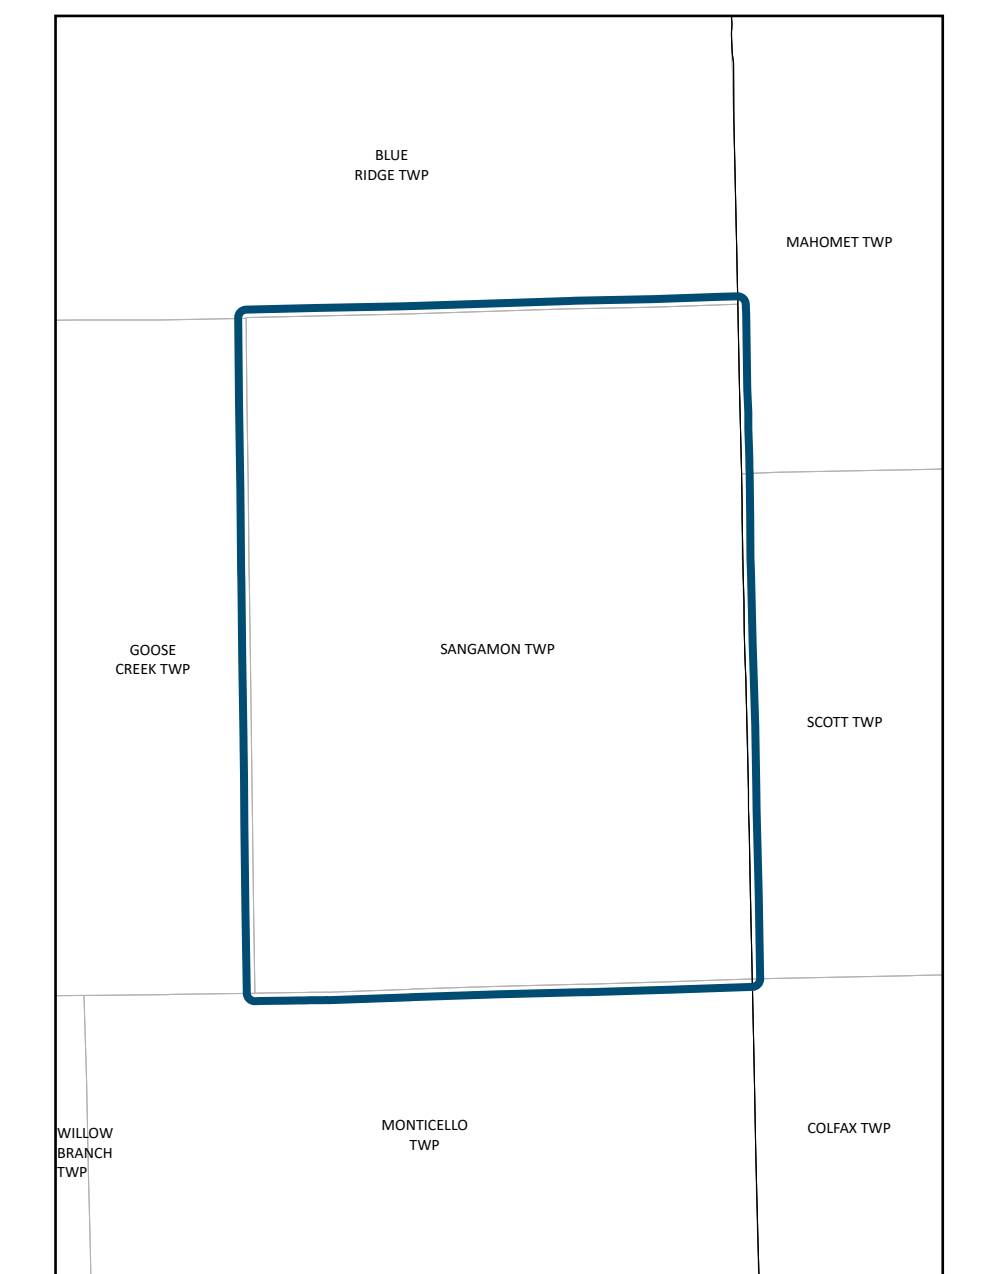 BLUE
RIDGE TWP
MAHOMET TWP
GOOSE
CREEK TWP
SANGAMON TWP
SCOTT TWP
WILLOW
BRANCH
TWP
MONTICELLO
TWP
COLFAX TWP